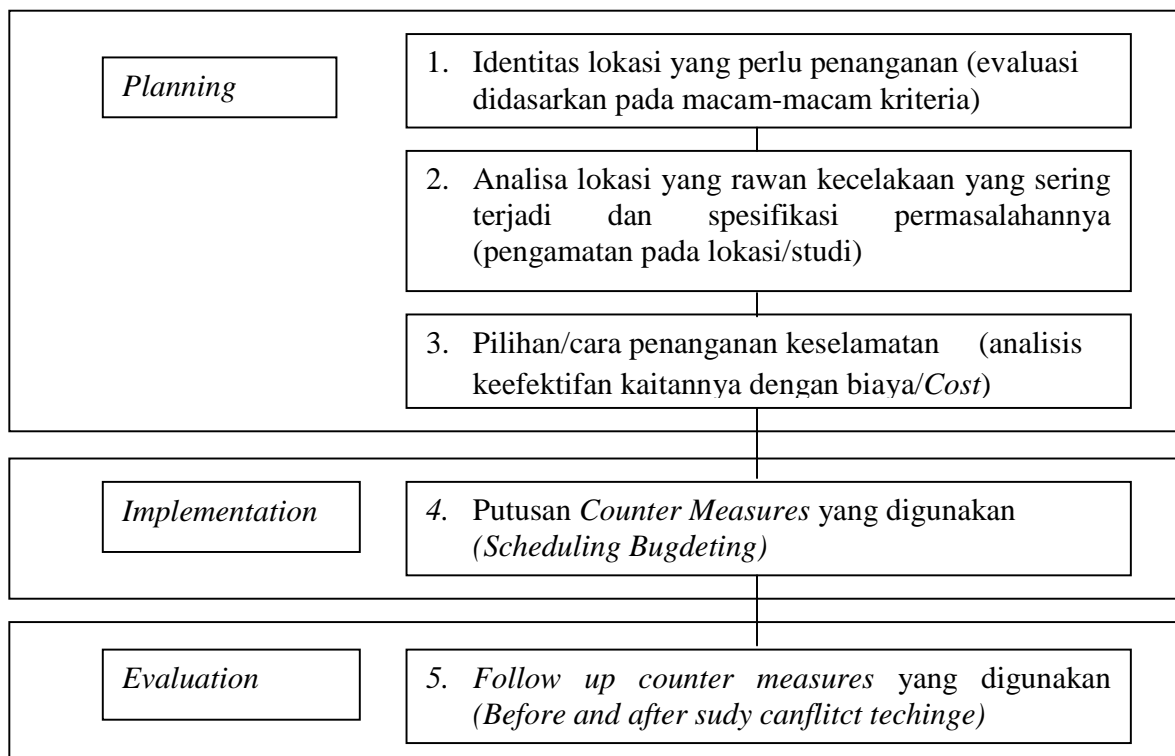 Planning
1. Identitas lokasi yang perlu penanganan (evaluasi
didasarkan pada macam-macam kriteria)
2. Analisa lokasi yang rawan kecelakaan yang sering
terjadi dan spesifikasi permasalahannya
(pengamatan pada lokasi/studi)
3. Pilihan/cara penanganan keselamatan (analisis
keefektifan kaitannya dengan biaya/Cost)
Implementation
4. Putusan Counter Measures yang digunakan
(Scheduling Bugdeting)
Evaluation
5. Follow up counter measures yang digunakan
(Before and after sudy canflitct techinge)